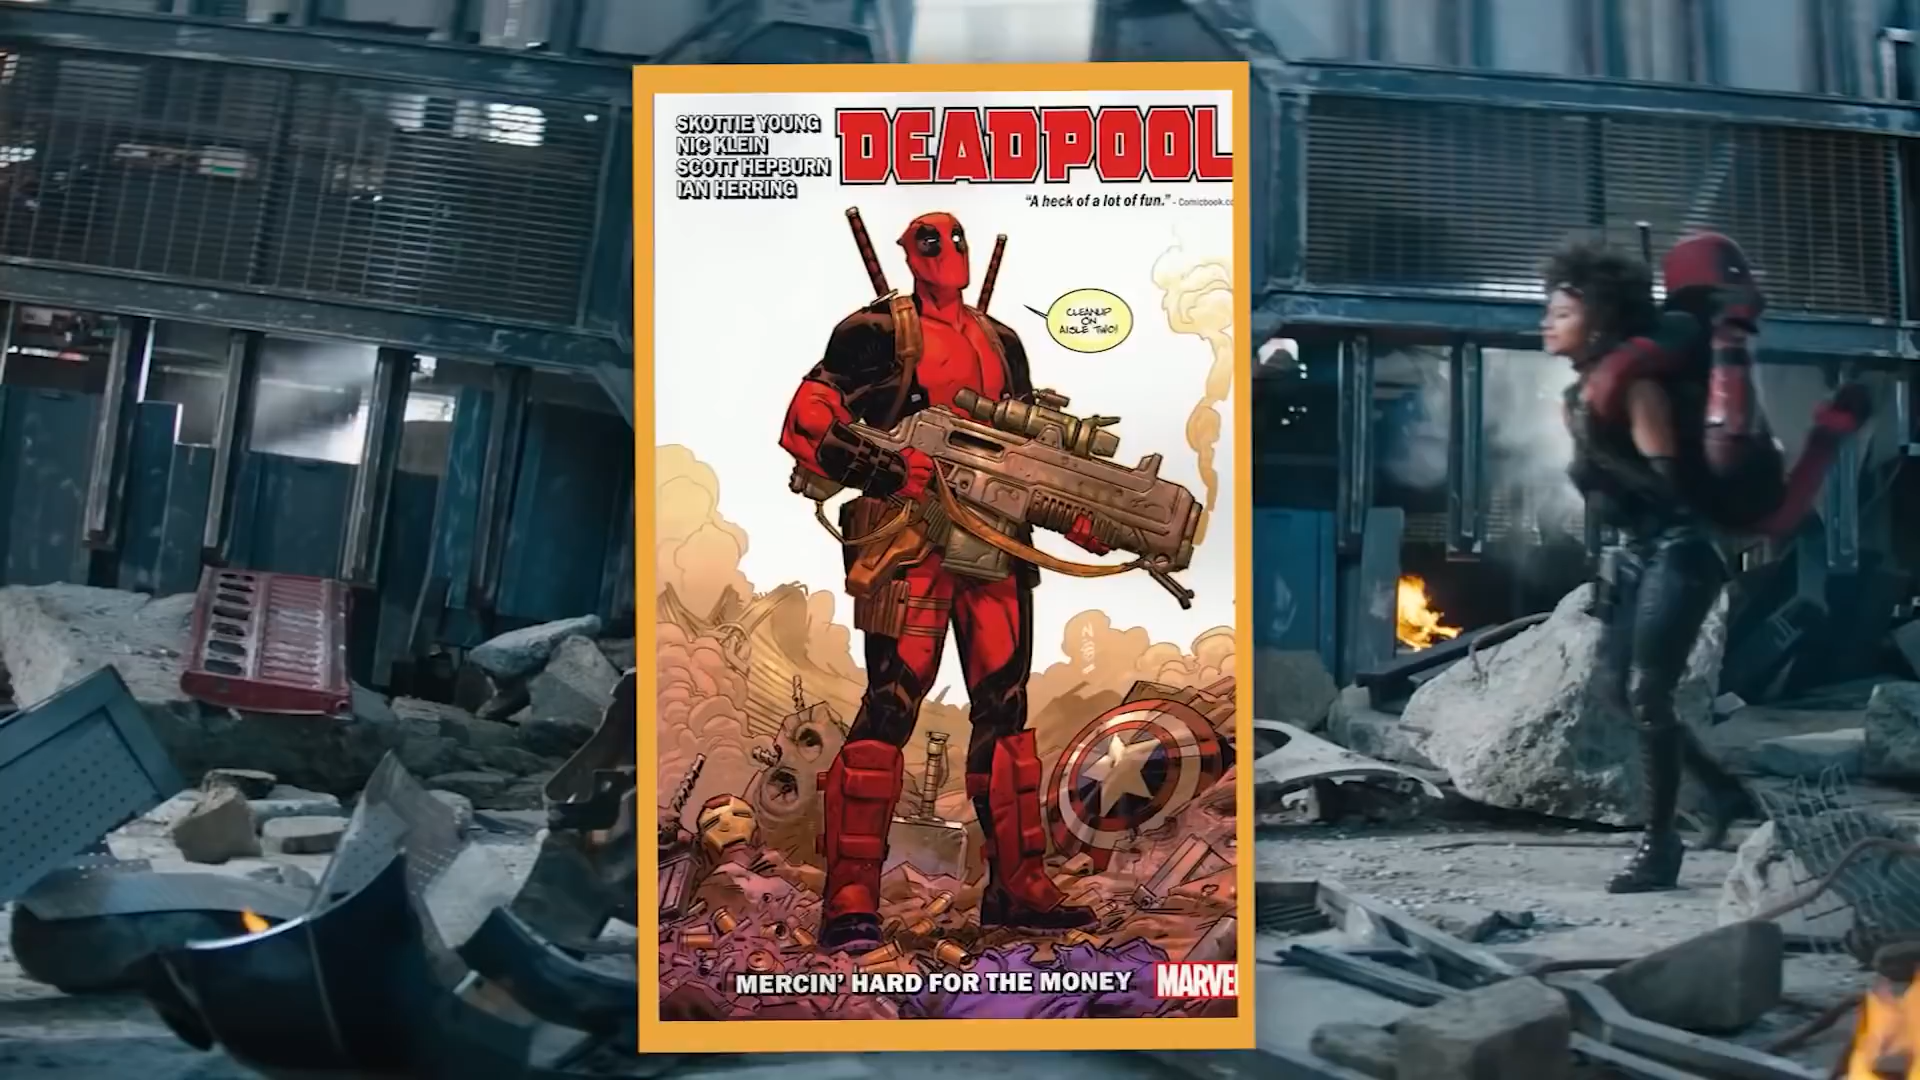 SKOTTIE YOUNG
NIC KLEIN
SCOTT HEPBURN
IAN HERRING
DEADPOOL
"A heck of a lot of fun." - Comicbook.co
CLEANUP
ON
AISLE TWO!
MERCIN' HARD FOR THE MONEY
MARVEL